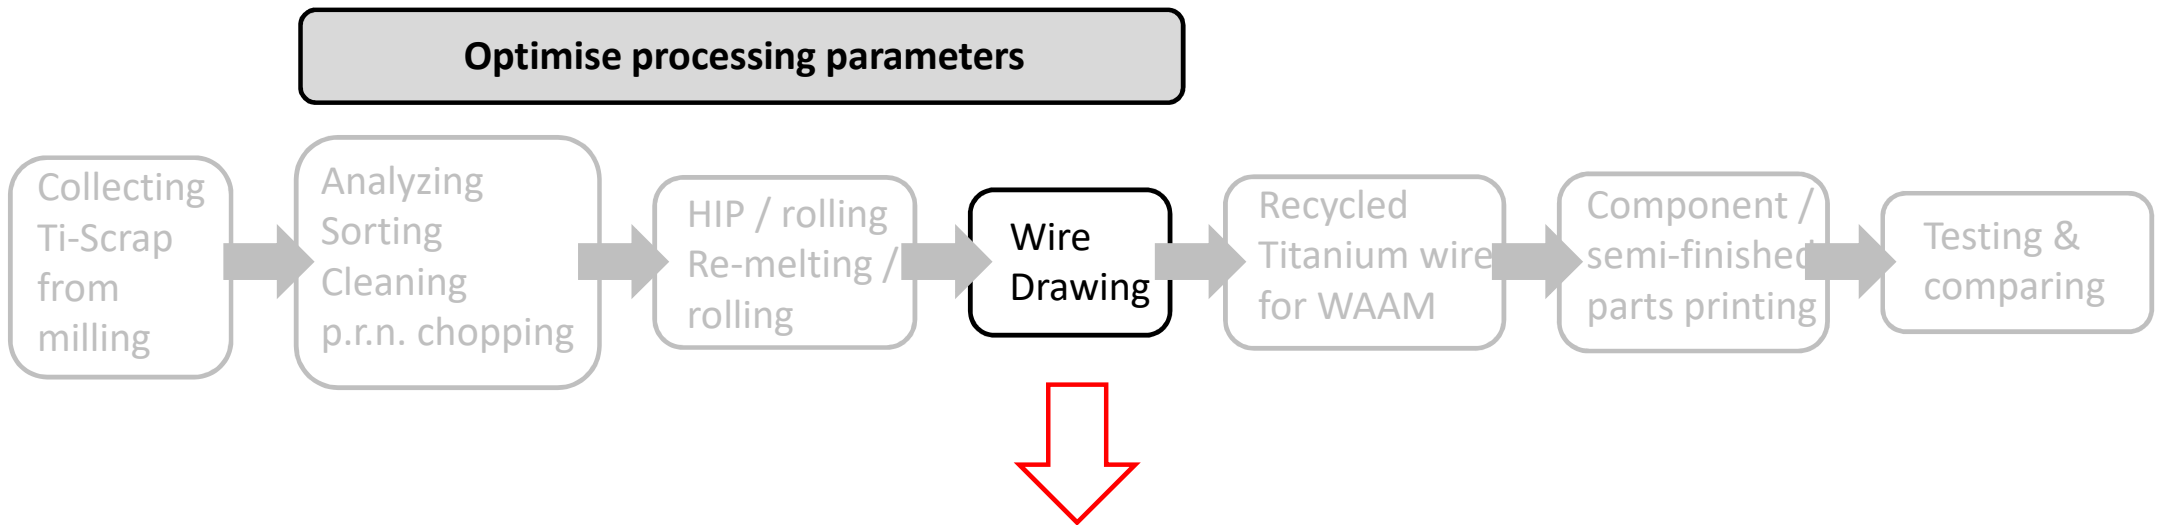 Optimise processing parameters
Collecting
Ti-Scrap
from
milling
Analyzing
Sorting
Cleaning
p.r.n. chopping
HIP / rolling
Re-melting /
rolling
Wire
Drawing
Recycled
Titanium wire
for WAAM
Component /
semi-finished
parts printing
Testing &
comparing